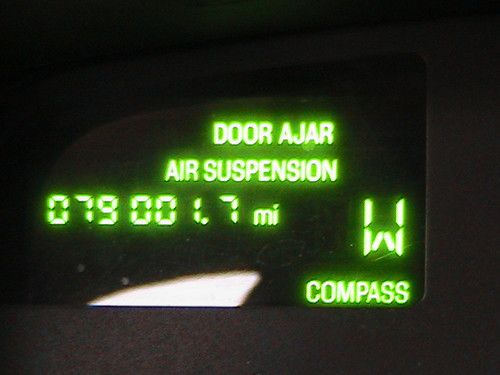 DOOR AJAR
AIR SUSPENSION
079001.7 mi
W
COMPASS